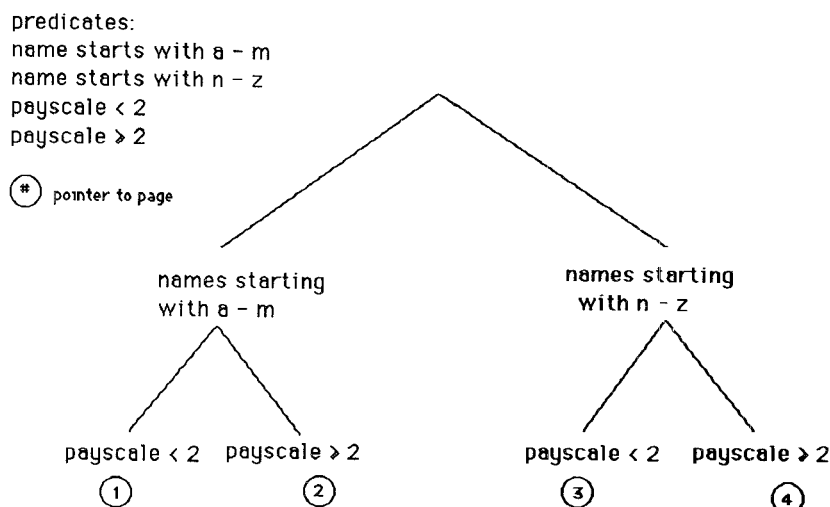 predicates:
name starts with a - m
name starts with n - z
payscale < 2
payscale ⩾ 2
# pointer to page
names starting
with a - m
names starting
with n - z
payscale < 2
payscale ⩾ 2
payscale < 2
payscale ⩾ 2
1
2
3
4